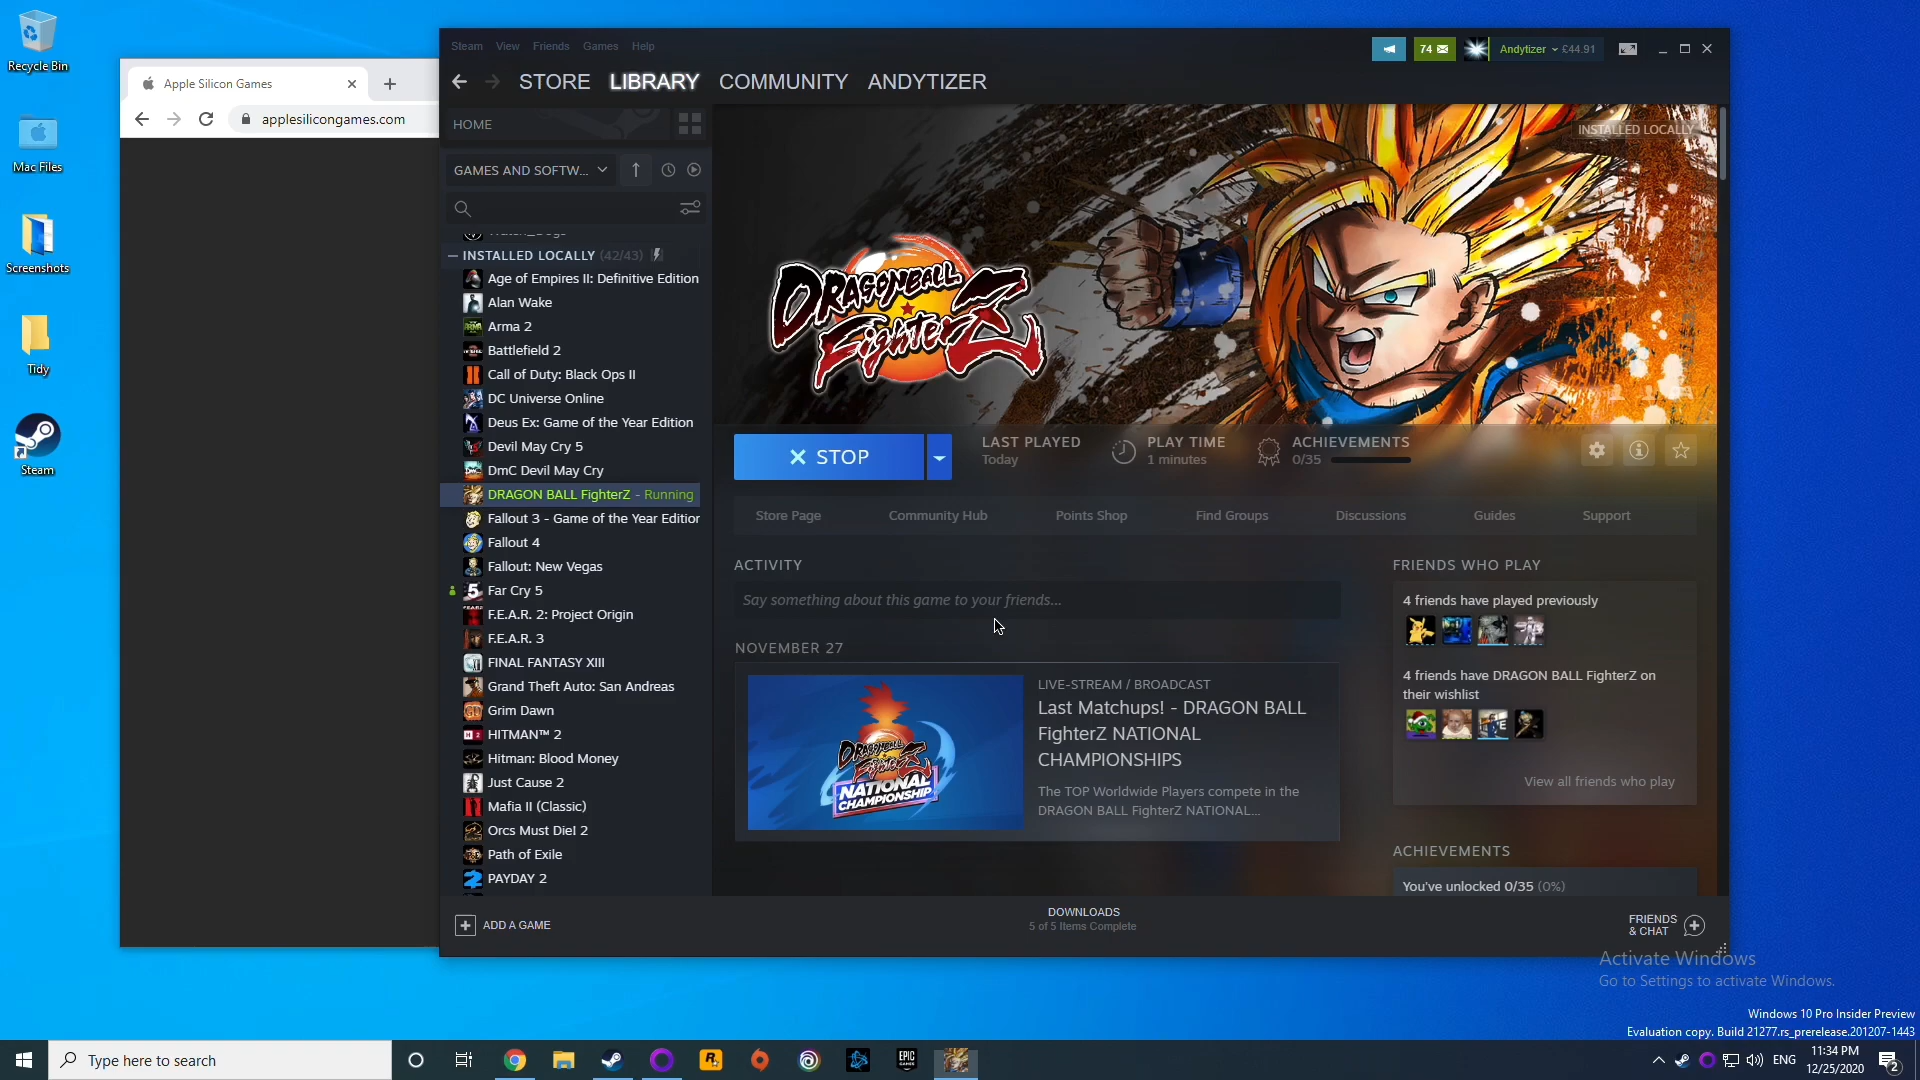 Recycle Bin
Mac Files
Screenshots
Tidy
Steam
Apple Silicon Games
applesilicongames.com
Steam View Friends Games Help
74
Andytizer
£44.91
STORE LIBRARY COMMUNITY ANDYTIZER
HOME
GAMES AND SOFTW...
INSTALLED LOCALLY (42/43)
Age of Empires II: Definitive Edition
Alan Wake
Arma 2
Battlefield 2
Call of Duty: Black Ops II
DC Universe Online
Deus Ex: Game of the Year Edition
Devil May Cry 5
DmC Devil May Cry
DRAGON BALL FighterZ - Running
Fallout 3 - Game of the Year Edition
Fallout 4
Fallout: New Vegas
Far Cry 5
F.E.A.R. 2: Project Origin
F.E.A.R. 3
FINAL FANTASY XIII
Grand Theft Auto: San Andreas
Grim Dawn
HITMAN™ 2
Hitman: Blood Money
Just Cause 2
Mafia II (Classic)
Orcs Must Die! 2
Path of Exile
PAYDAY 2
ADD A GAME
INSTALLED LOCALLY
DRAGONBALL
FighterZ
STOP
LAST PLAYED
Today
PLAY TIME
1 minutes
ACHIEVEMENTS
0/35
Store Page Community Hub Points Shop Find Groups Discussions Guides Support
ACTIVITY
Say something about this game to your friends...
NOVEMBER 27
DRAGONBALL
FighterZ
NATIONAL
CHAMPIONSHIP
LIVE-STREAM / BROADCAST
Last Matchups! - DRAGON BALL
FighterZ NATIONAL
CHAMPIONSHIPS
The TOP Worldwide Players compete in the
DRAGON BALL FighterZ NATIONAL...
FRIENDS WHO PLAY
4 friends have played previously
4 friends have DRAGON BALL FighterZ on
their wishlist
View all friends who play
ACHIEVEMENTS
You've unlocked 0/35 (0%)
DOWNLOADS
5 of 5 Items Complete
FRIENDS
& CHAT
Activate Windows
Go to Settings to activate Windows.
Windows 10 Pro Insider Preview
Evaluation copy. Build 21277.rs_prerelease.201207-1443
Type here to search
EPIC
GAMES
ENG
11:34 PM
12/25/2020
2